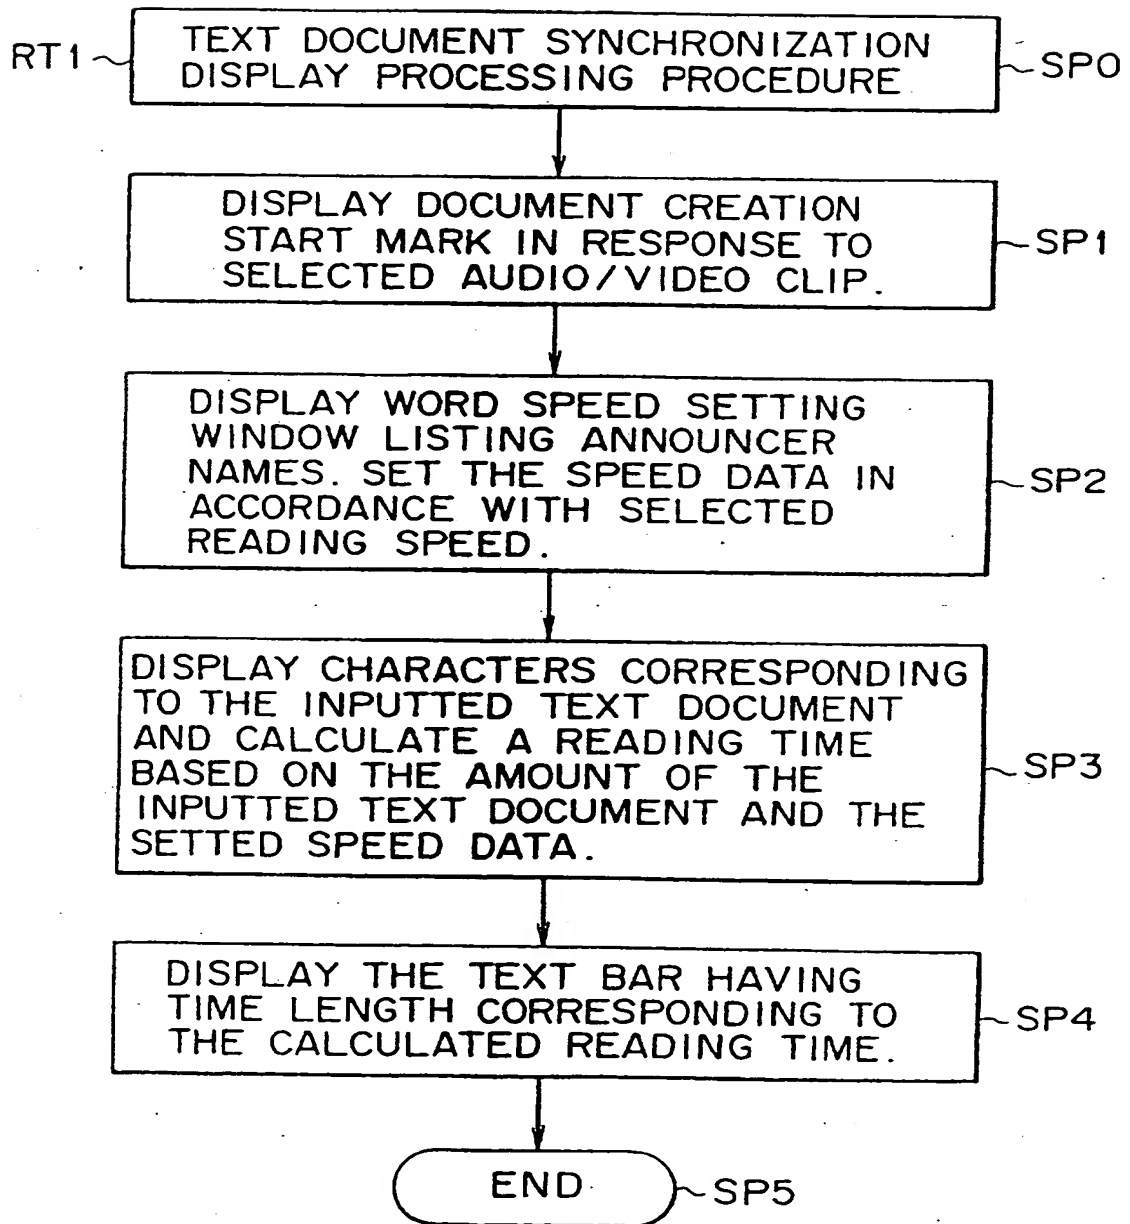 RT1
TEXT DOCUMENT SYNCHRONIZATION
DISPLAY PROCESSING PROCEDURE
SP0
DISPLAY DOCUMENT CREATION
START MARK IN RESPONSE TO
SELECTED AUDIO/VIDEO CLIP.
SP1
DISPLAY WORD SPEED SETTING
WINDOW LISTING ANNOUNCER
NAMES. SET THE SPEED DATA IN
ACCORDANCE WITH SELECTED
READING SPEED.
SP2
DISPLAY CHARACTERS CORRESPONDING
TO THE INPUTTED TEXT DOCUMENT
AND CALCULATE A READING TIME
BASED ON THE AMOUNT OF THE
INPUTTED TEXT DOCUMENT AND THE
SETTED SPEED DATA.
SP3
DISPLAY THE TEXT BAR HAVING
TIME LENGTH CORRESPONDING TO
THE CALCULATED READING TIME.
SP4
END
SP5